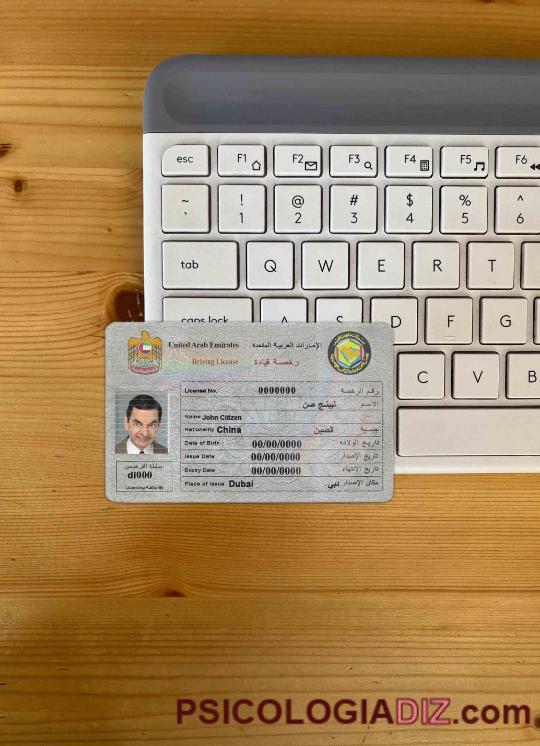 esc F1 F2 F3 F4 F5 F6
~ ! @ # $ % ^
` 1 2 3 4 5 6
tab Q W E R T
caps lock A S D F G
C V B
United Arab Emirates الإمارات العربية المتحدة
Driving License رخصة قيادة
License No. 0000000 رقم الرخصة
الاسم لينينج صن
Name John Citizen
Nationality China الصين جنسية
Date of Birth 00/00/0000 تاريخ الولادة
Issue Date 00/00/0000 تاريخ الإصدار
Expiry Date 00/00/0000 تاريخ الإنتهاء
Place of Issue Dubai دبي مكان الإصدار
سلطة الترخيص
dl000
Licensing Authority
PSICOLOGIADIZ.com